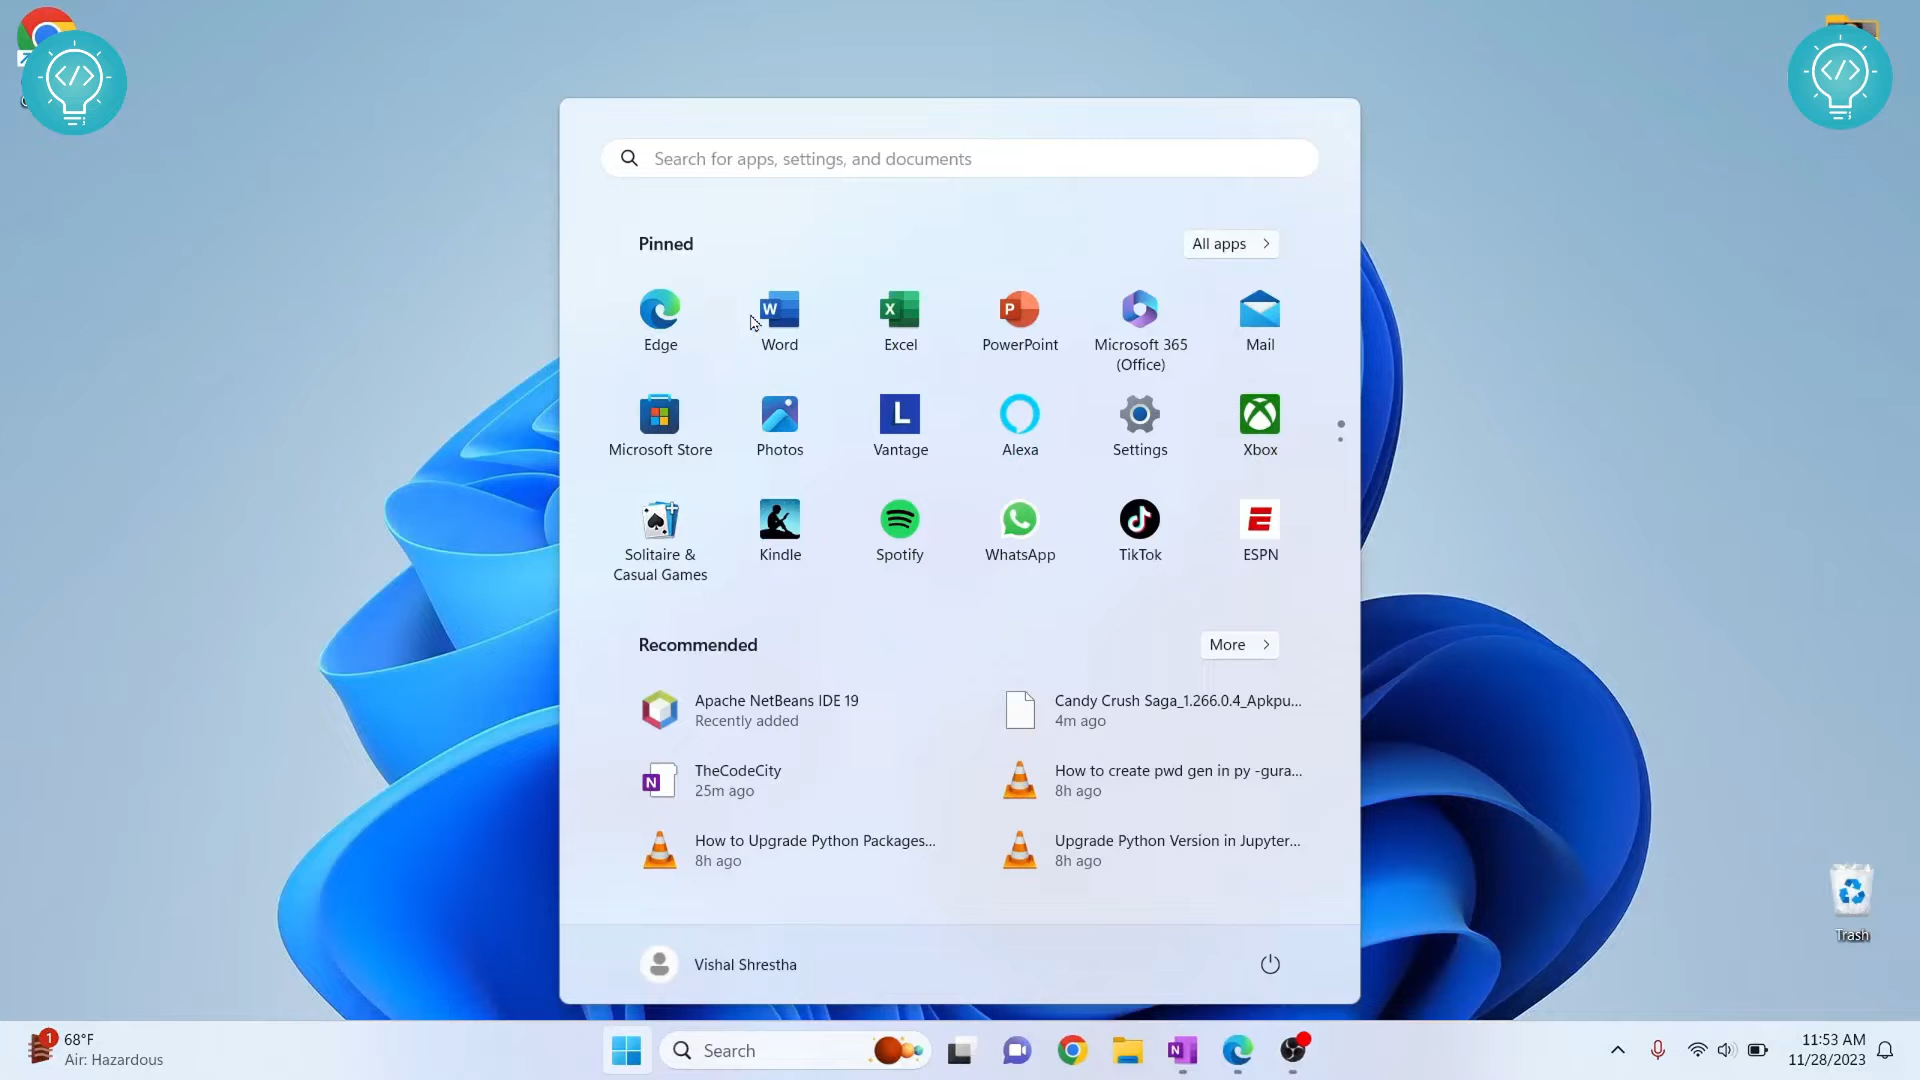 </>
</>
Search for apps, settings, and documents
Pinned
All apps
Edge
Word
Excel
PowerPoint
Microsoft 365
(Office)
Mail
Microsoft Store
Photos
Vantage
Alexa
Settings
Xbox
Solitaire &
Casual Games
Kindle
Spotify
WhatsApp
TikTok
ESPN
Recommended
More
Apache NetBeans IDE 19
Recently added
Candy Crush Saga_1.266.0.4_Apkpu...
4m ago
TheCodeCity
25m ago
How to create pwd gen in py -gura...
8h ago
How to Upgrade Python Packages...
8h ago
Upgrade Python Version in Jupyter...
8h ago
Vishal Shrestha
Trash
1
68°F
Air: Hazardous
Search
11:53 AM
11/28/2023